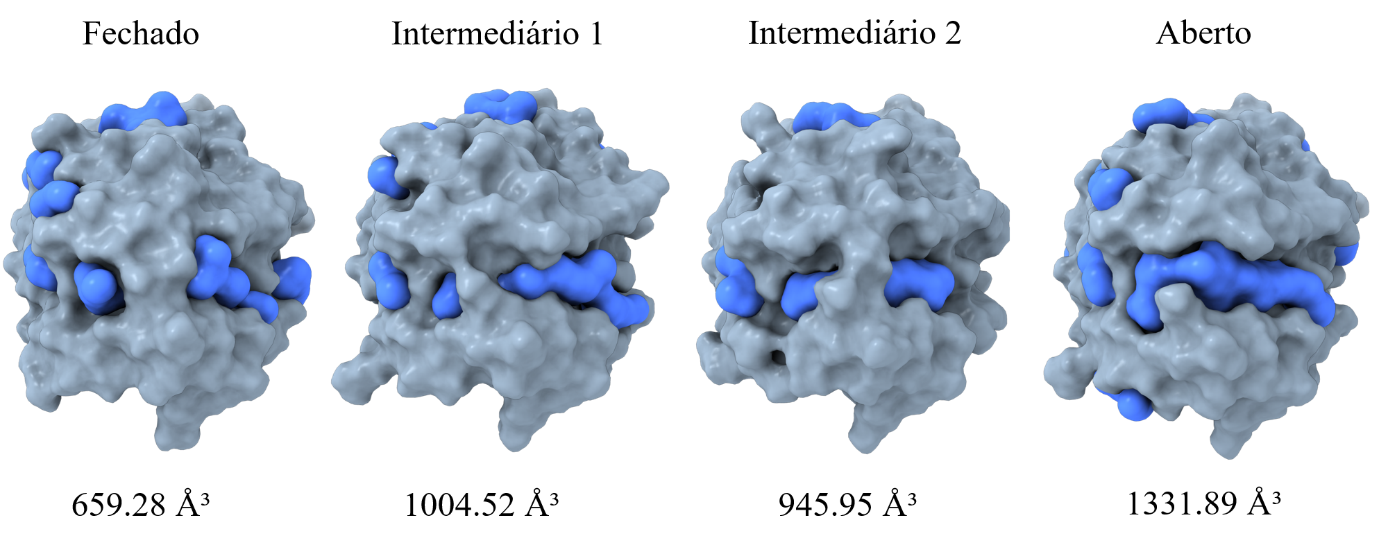 Fechado Intermediário 1 Intermediário 2 Aberto
659.28 Å³ 1004.52 Å³ 945.95 Å³ 1331.89 Å³